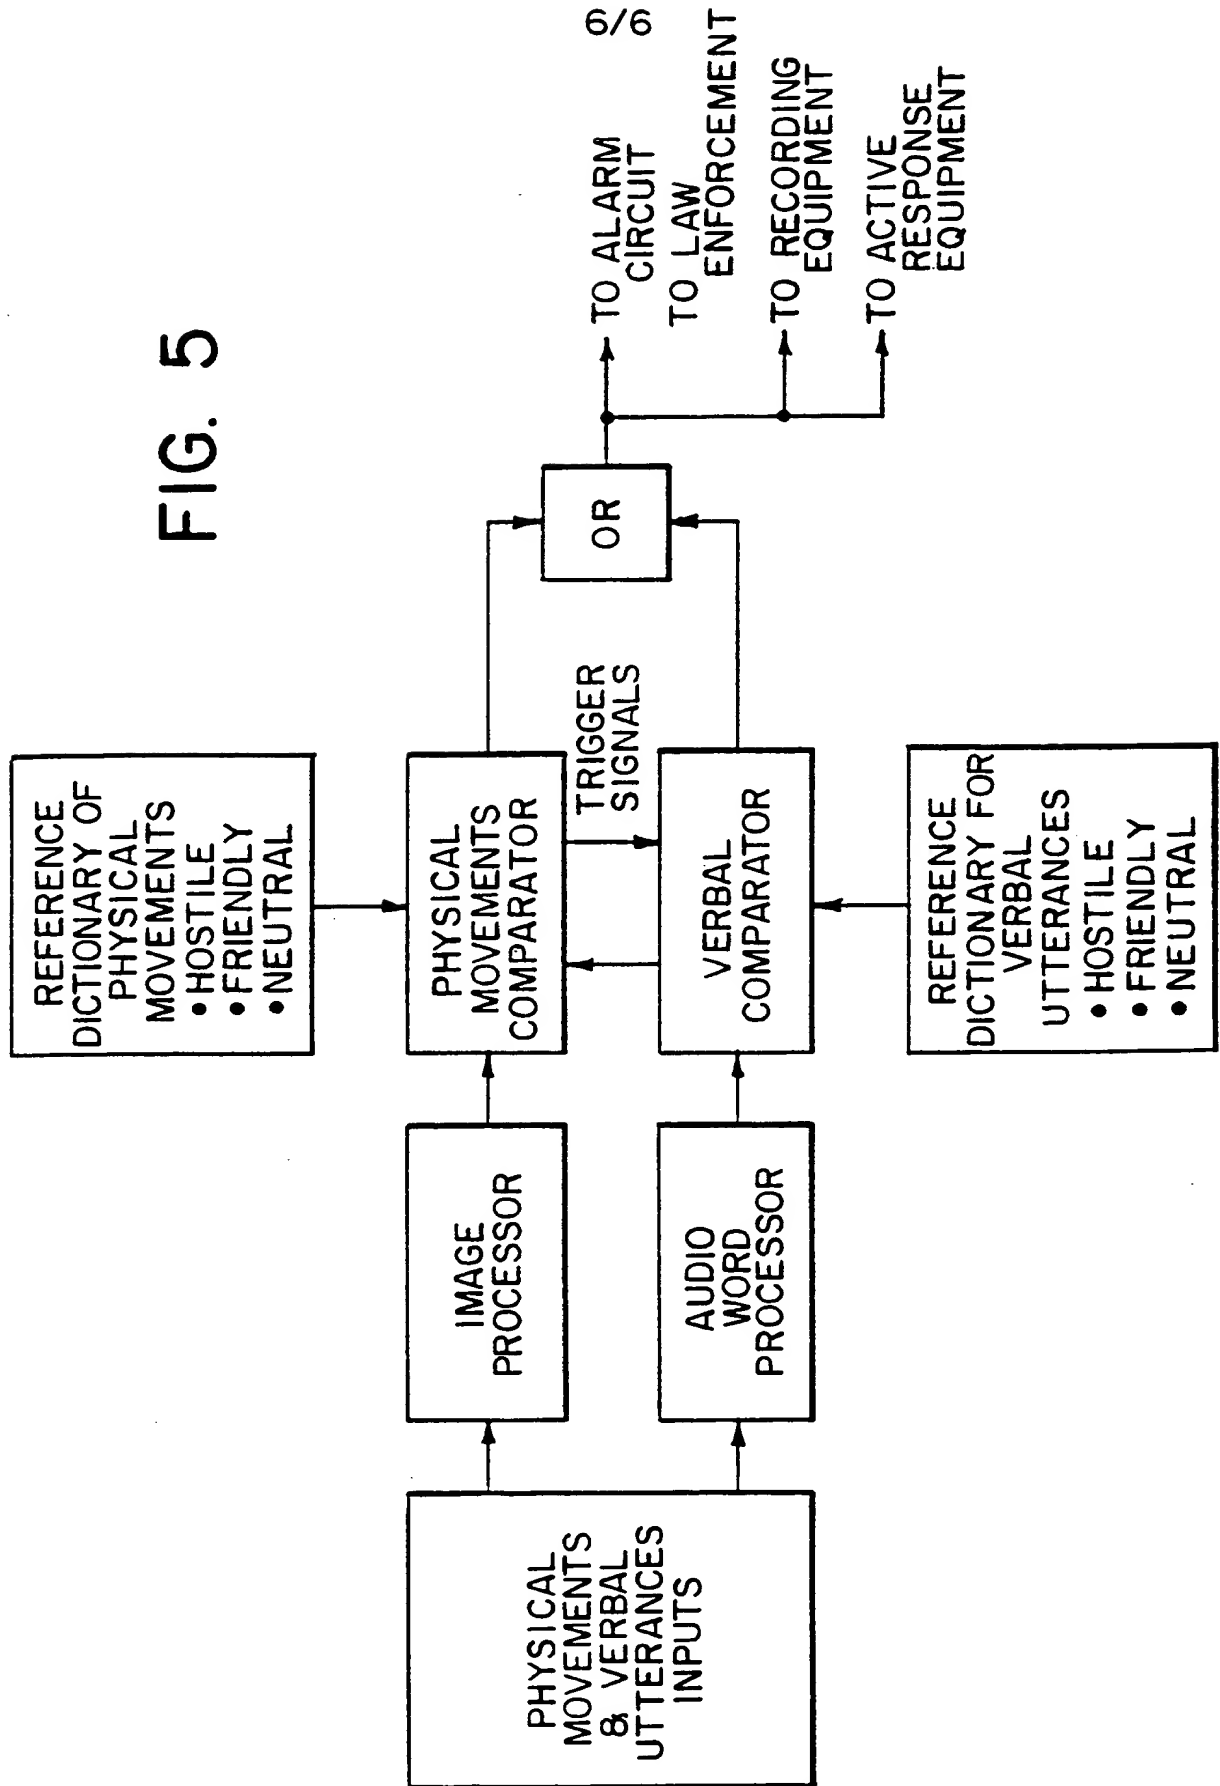 6/6
FIG. 5
PHYSICAL
MOVEMENTS
& VERBAL
UTTERANCES
INPUTS
IMAGE
PROCESSOR
AUDIO
WORD
PROCESSOR
REFERENCE
DICTIONARY OF
PHYSICAL
MOVEMENTS
• HOSTILE
• FRIENDLY
• NEUTRAL
PHYSICAL
MOVEMENTS
COMPARATOR
TRIGGER
SIGNALS
VERBAL
COMPARATOR
REFERENCE
DICTIONARY FOR
VERBAL
UTTERANCES
• HOSTILE
• FRIENDLY
• NEUTRAL
OR
TO ALARM
CIRCUIT
TO LAW
ENFORCEMENT
TO RECORDING
EQUIPMENT
TO ACTIVE
RESPONSE
EQUIPMENT